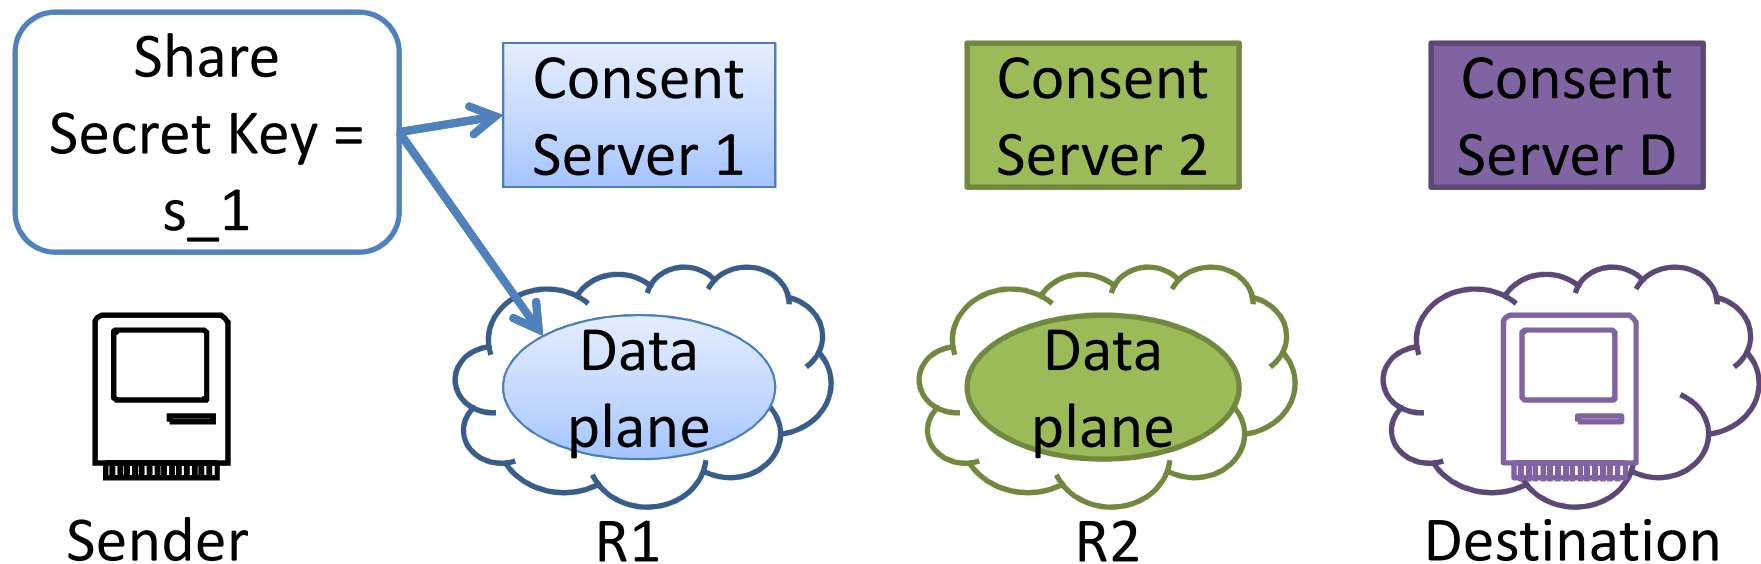 Share
Secret Key =
s_1
Consent
Server 1
Consent
Server 2
Consent
Server D
Data
plane
Data
plane
Sender
R1
R2
Destination